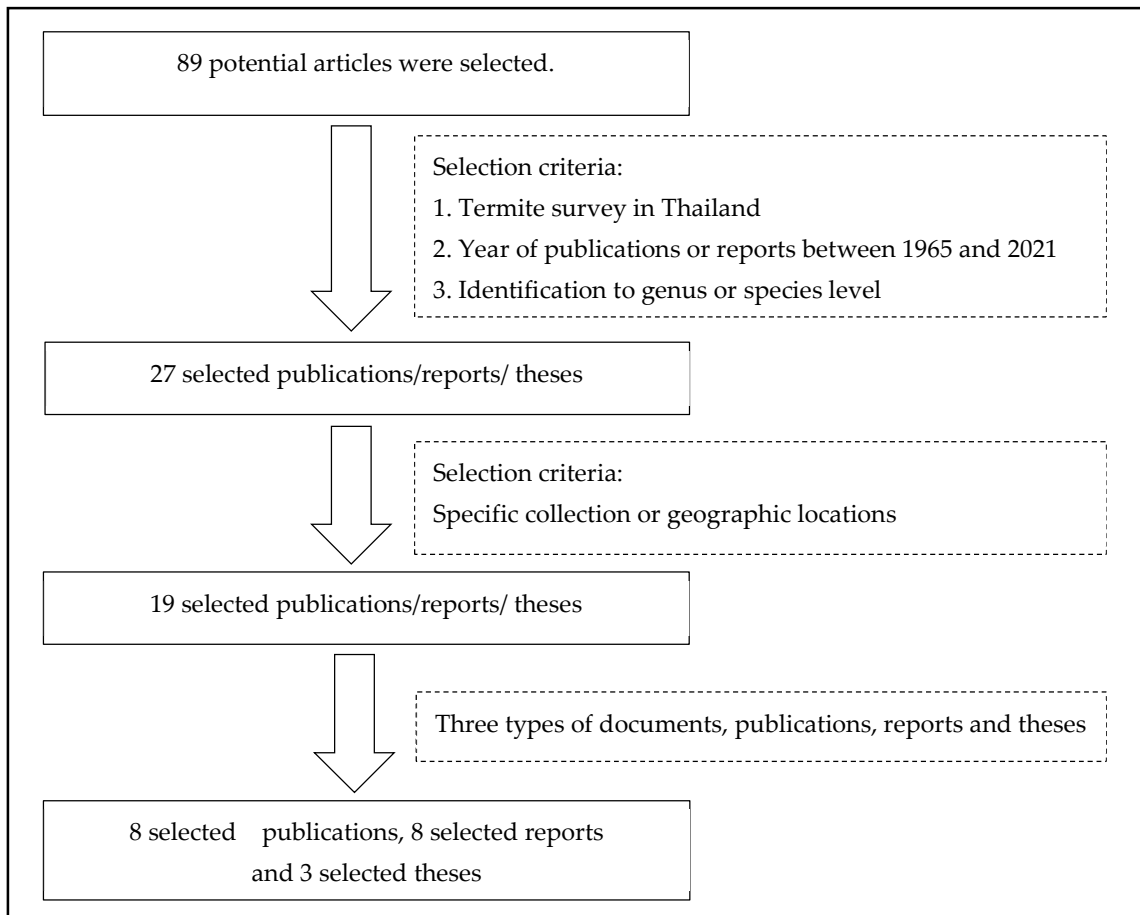 89 potential articles were selected.
Selection criteria:
1. Termite survey in Thailand
2. Year of publications or reports between 1965 and 2021
3. Identification to genus or species level
27 selected publications/reports/ theses
Selection criteria:
Specific collection or geographic locations
19 selected publications/reports/ theses
Three types of documents, publications, reports and theses
8 selected publications, 8 selected reports
and 3 selected theses